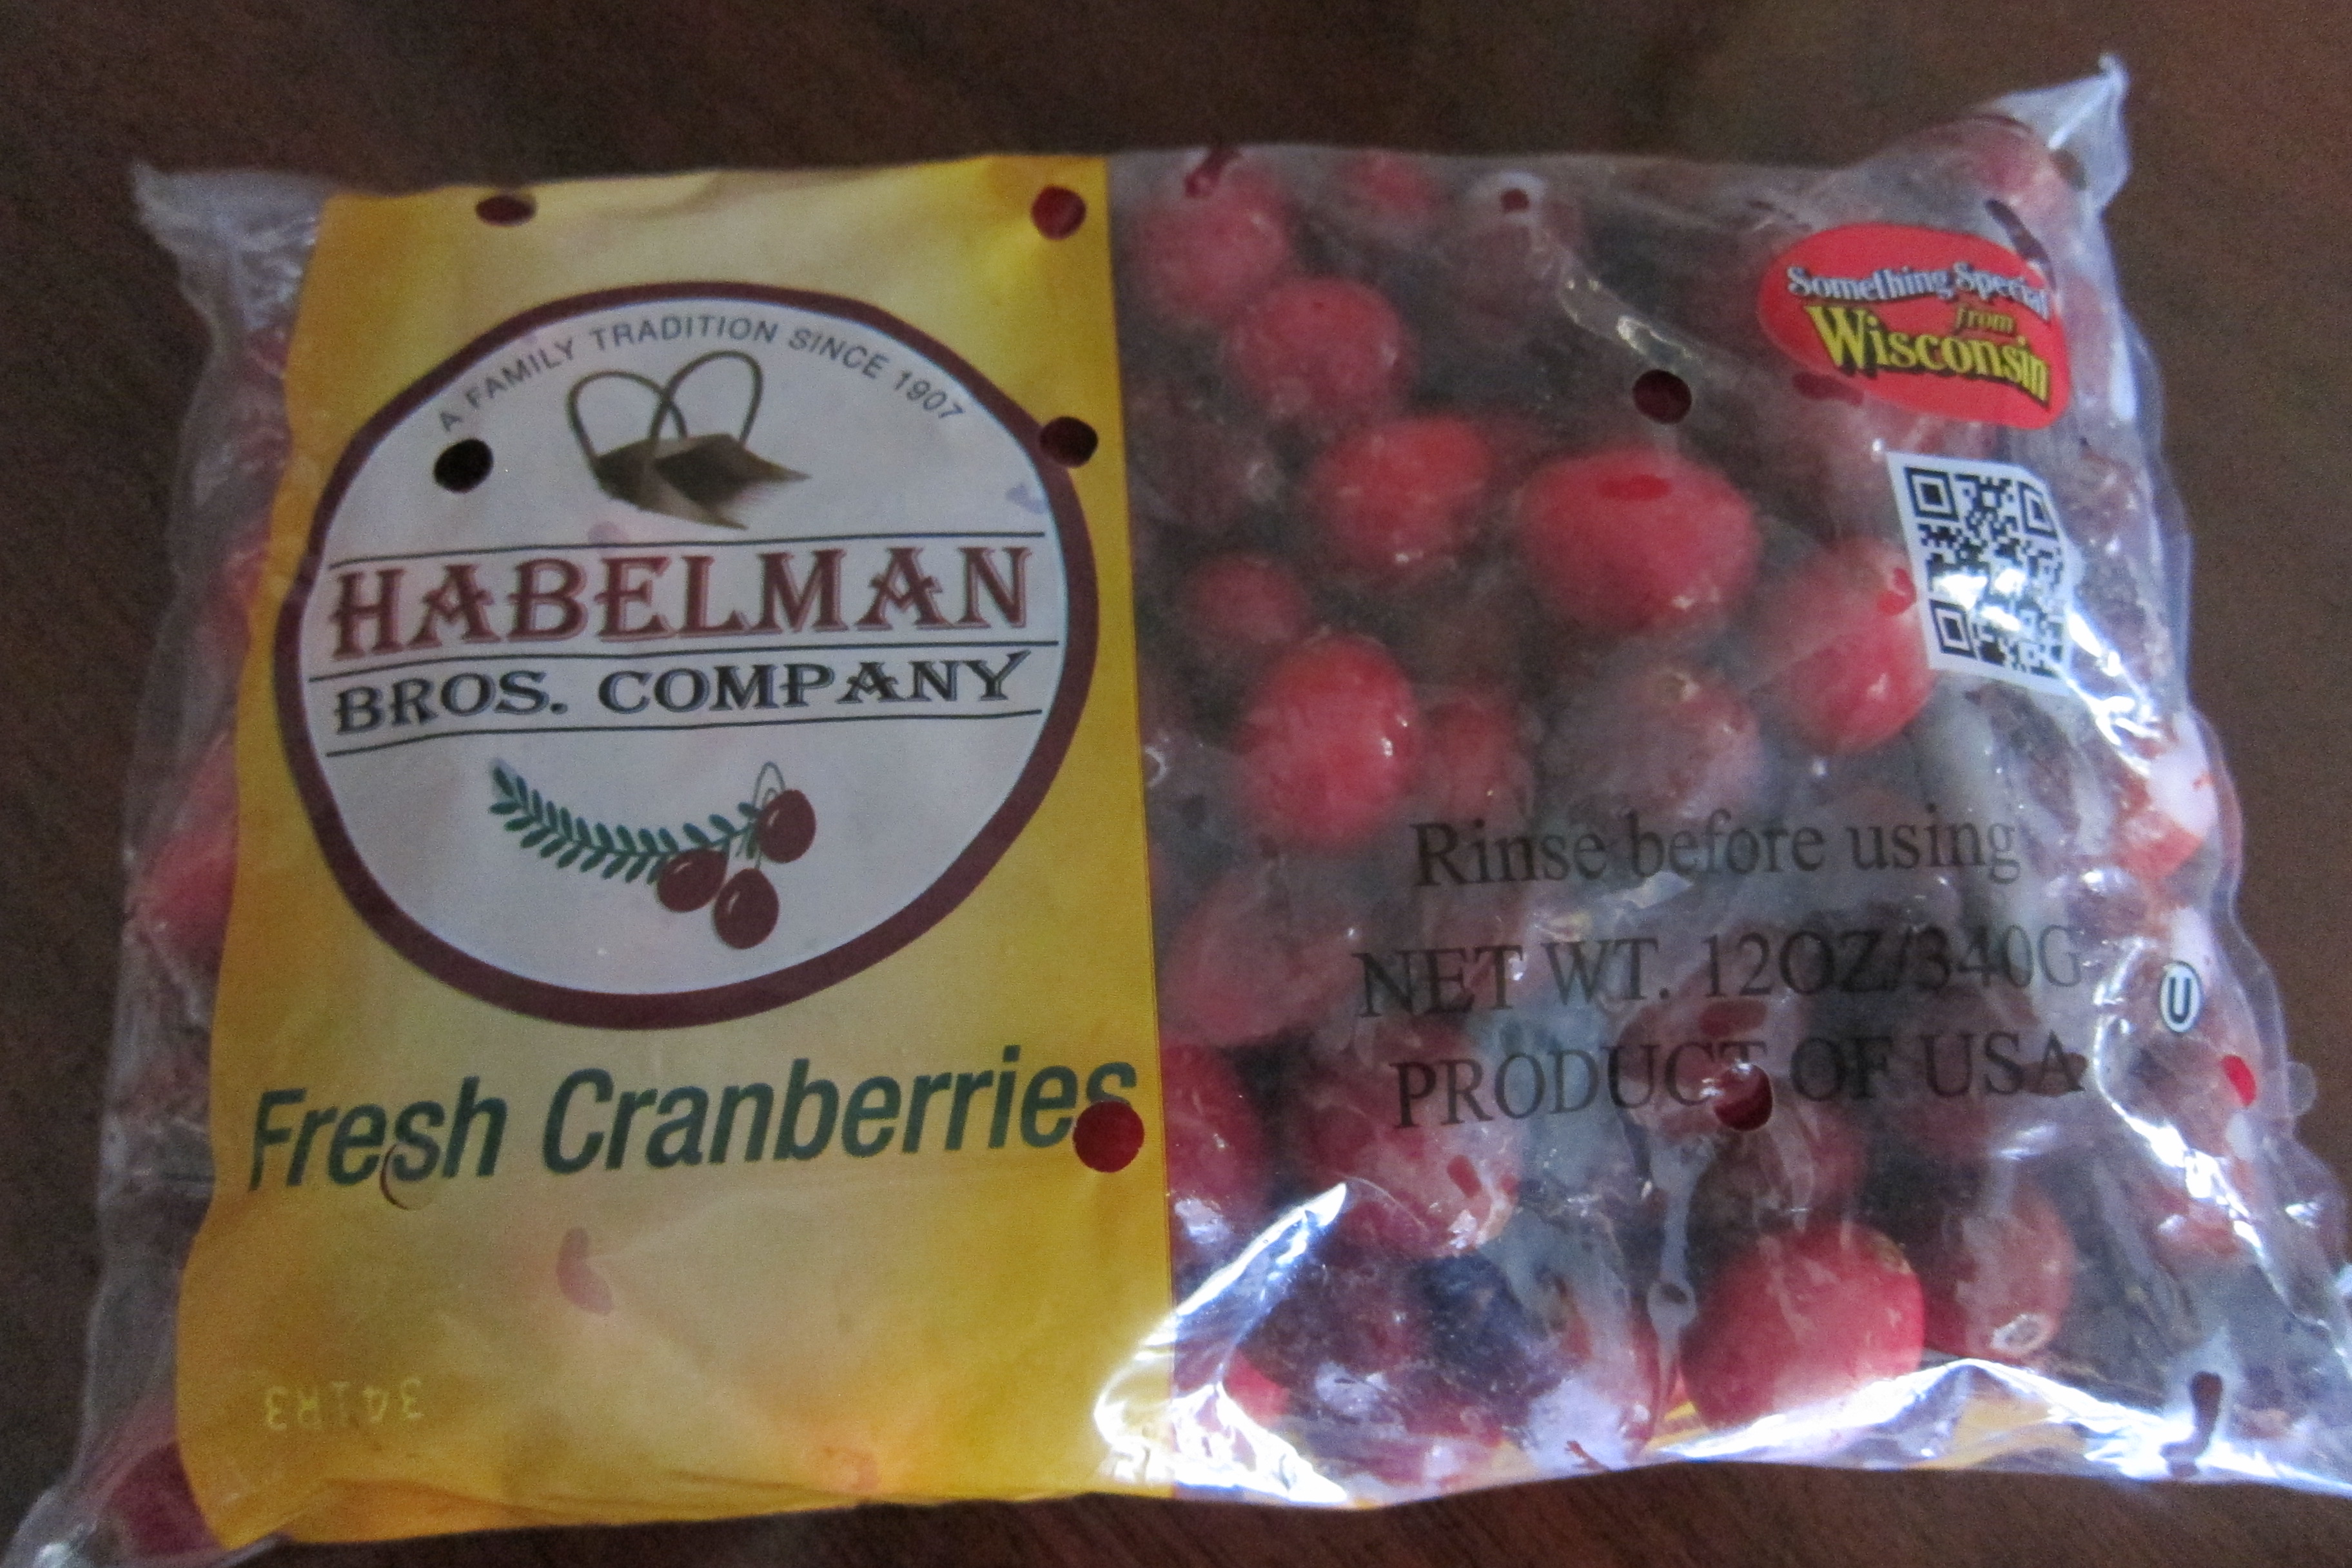 A FAMILY TRADITION SINCE 1907
HABELMAN
BROS. COMPANY
Fresh Cranberries
341R3
Something Special
from
Wisconsin
Rinse before using
NET WT. 12OZ/340G
PRODUCT OF USA
U